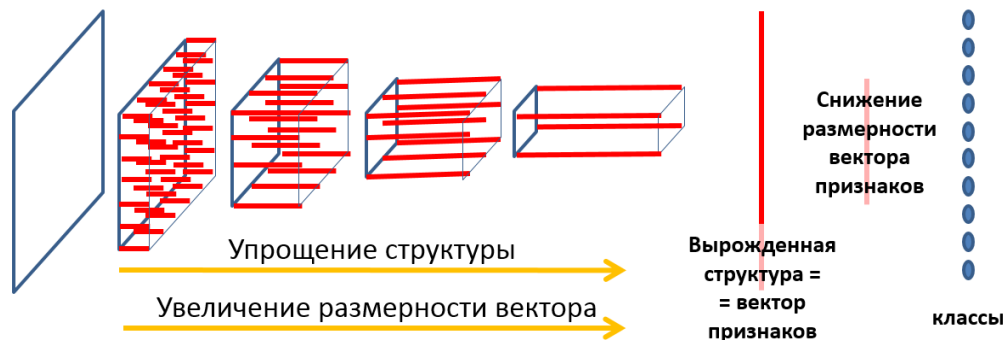 Снижение
размерности
вектора
признаков
Упрощение структуры
Увеличение размерности вектора
Вырожденная
структура =
= вектор
признаков
классы